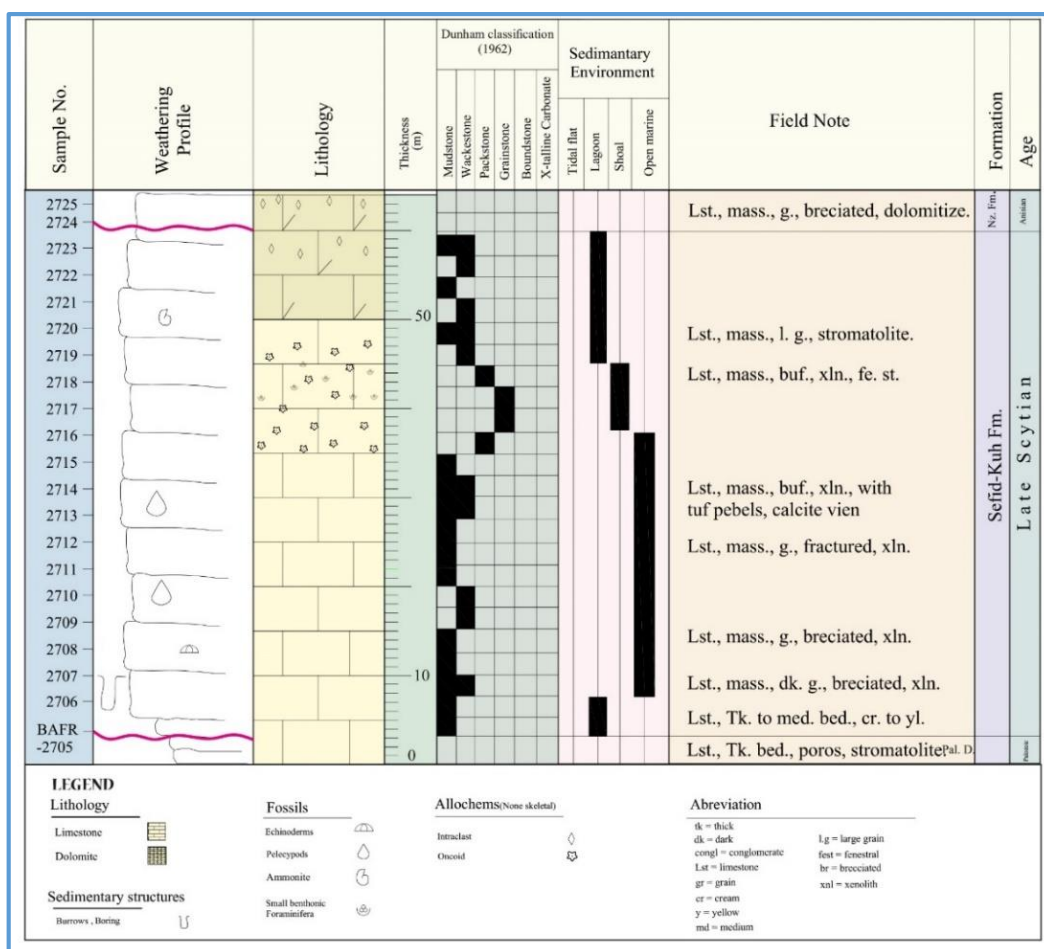 Sample No.
Weathering
Profile
Lithology
Thickness
(m)
Dunham classification
(1962)
Mudstone
Wackestone
Packstone
Grainstone
Boundstone
X-talline Carbonate
Sedimantary
Environment
Tidal flat
Lagoon
Shoal
Open marine
Field Note
Formation
Age
2725
2724
2723
2722
2721
2720
2719
2718
2717
2716
2715
2714
2713
2712
2711
2710
2709
2708
2707
2706
BAFR
-2705
50
10
0
Lst., mass., g., breciated, dolomitize.
Lst., mass., l. g., stromatolite.
Lst., mass., buf., xln., fe. st.
Lst., mass., buf., xln., with
tuf pebels, calcite vien
Lst., mass., g., fractured, xln.
Lst., mass., g., breciated, xln.
Lst., mass., dk. g., breciated, xln.
Lst., Tk. to med. bed., cr. to yl.
Lst., Tk. bed., poros, stromatolite. Pal. D.
Nz. Fm.
Sefid-Kuh Fm.
Anisian
Late Scytian
LEGEND
Lithology
Limestone
Dolomite
Sedimentary structures
Burrows , Boring
Fossils
Echinoderms
Pelecypods
Ammonite
Small benthonic
Foraminifera
Allochems(None skeletal)
Intraclast
Oncoid
Abreviation
tk = thick
dk = dark
congl = conglomerate
Lst = limestone
gr = grain
cr = cream
y = yellow
md = medium
l.g = large grain
fest = fenestral
br = brecciated
xnl = xenolith